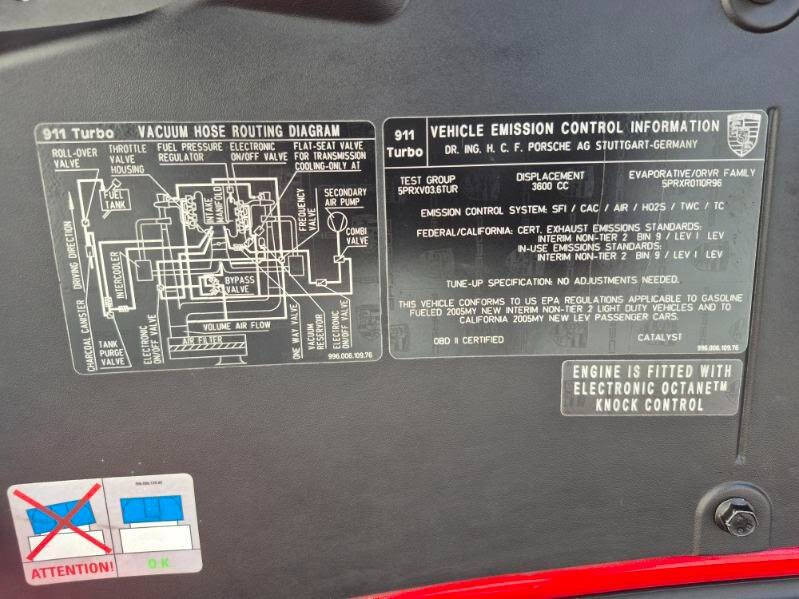 911 Turbo VACUUM HOSE ROUTING DIAGRAM
ROLL-OVER
VALVE
THROTTLE
VALVE
HOUSING
FUEL PRESSURE
REGULATOR
ELECTRONIC
ON/OFF VALVE
FLAT-SEAT VALVE
FOR TRANSMISSION
COOLING-ONLY AT
FUEL
TANK
INTAKE
MANIFOLD
FREQUENCY
VALVE
SECONDARY
AIR PUMP
COMBI
VALVE
DRIVING DIRECTION
INTERCOOLER
BYPASS
VALVE
CHARCOAL CANISTER
TANK
PURGE
VALVE
ELECTRONIC
ON/OFF VALVE
VOLUME AIR FLOW
AIR FILTER
ONE WAY VALVE
VACUUM
RESERVOIR
ELECTRONIC
ON/OFF VALVE
996.006.109.76
911
Turbo
VEHICLE EMISSION CONTROL INFORMATION
DR. ING. H. C. F. PORSCHE AG STUTTGART-GERMANY
TEST GROUP DISPLACEMENT EVAPORATIVE/ORVR FAMILY
5PRXV03.6TUR 3600 CC 5PRXR0110R96
EMISSION CONTROL SYSTEM: SFI / CAC / AIR / HO2S / TWC / TC
FEDERAL/CALIFORNIA: CERT. EXHAUST EMISSIONS STANDARDS:
INTERIM NON-TIER 2 BIN 9 / LEV I LEV
IN-USE EMISSIONS STANDARDS:
INTERIM NON-TIER 2 BIN 9 / LEV I LEV
TUNE-UP SPECIFICATION: NO ADJUSTMENTS NEEDED.
THIS VEHICLE CONFORMS TO US EPA REGULATIONS APPLICABLE TO GASOLINE
FUELED 2005MY NEW INTERIM NON-TIER 2 LIGHT DUTY VEHICLES AND TO
CALIFORNIA 2005MY NEW LEV PASSENGER CARS.
OBD II CERTIFIED CATALYST
996.006.109.76
ENGINE IS FITTED WITH
ELECTRONIC OCTANE™
KNOCK CONTROL
ATTENTION!
OK